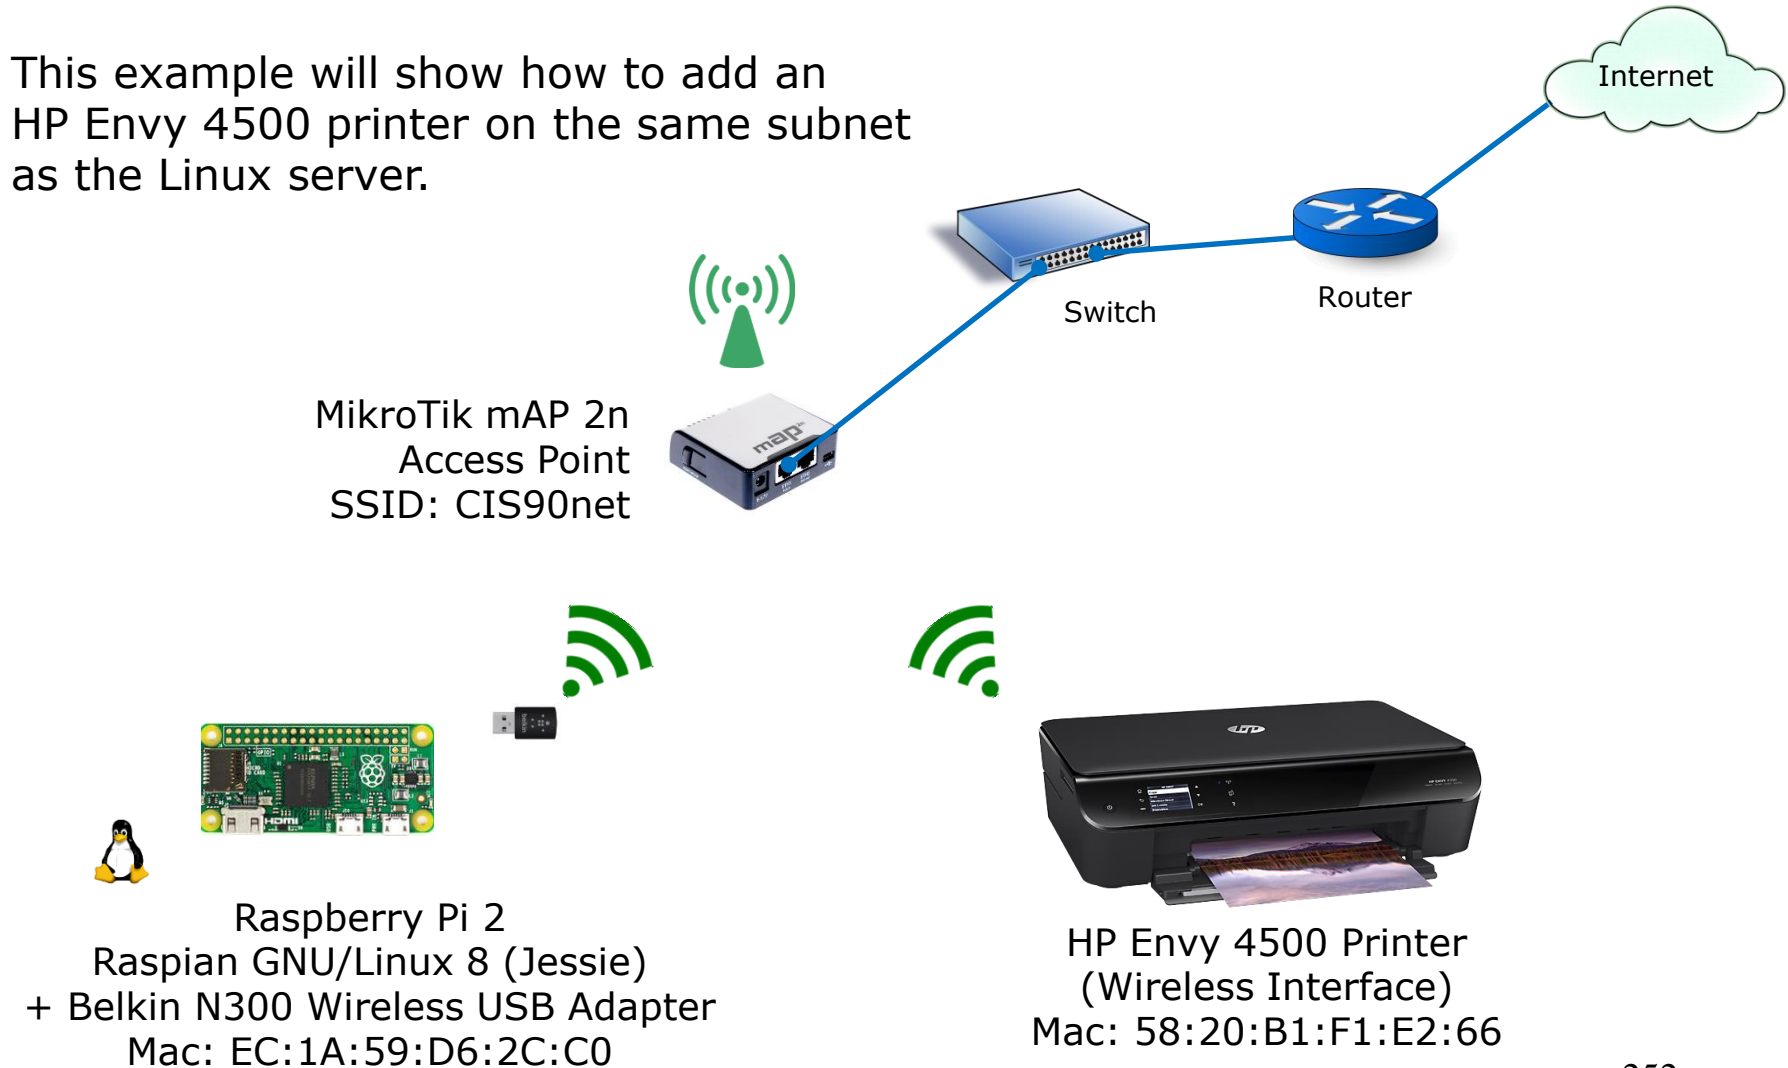 This example will show how to add an
HP Envy 4500 printer on the same subnet
as the Linux server.
Internet
Switch
Router
MikroTik mAP 2n
Access Point
SSID: CIS90net
map
hp
HDMI
Raspberry Pi 2
Raspian GNU/Linux 8 (Jessie)
+ Belkin N300 Wireless USB Adapter
Mac: EC:1A:59:D6:2C:C0
HP Envy 4500 Printer
(Wireless Interface)
Mac: 58:20:B1:F1:E2:66